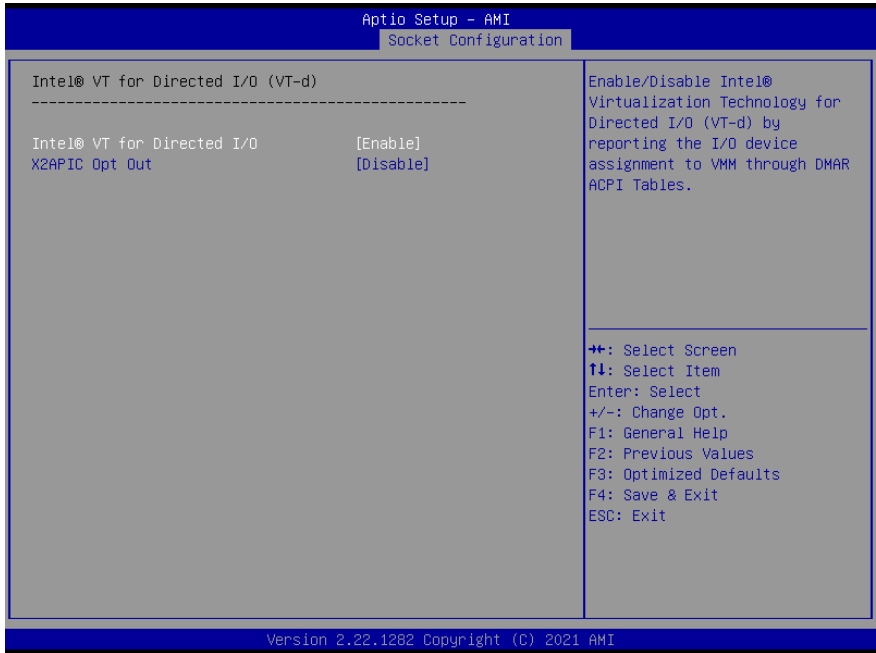 Aptio Setup – AMI
Socket Configuration
Intel® VT for Directed I/O (VT-d)
--------------------------------------------------
Intel® VT for Directed I/O [Enable]
X2APIC Opt Out [Disable]
Enable/Disable Intel®
Virtualization Technology for
Directed I/O (VT-d) by
reporting the I/O device
assignment to VMM through DMAR
ACPI Tables.
→←: Select Screen
↑↓: Select Item
Enter: Select
+/-: Change Opt.
F1: General Help
F2: Previous Values
F3: Optimized Defaults
F4: Save & Exit
ESC: Exit
Version 2.22.1282 Copyright (C) 2021 AMI